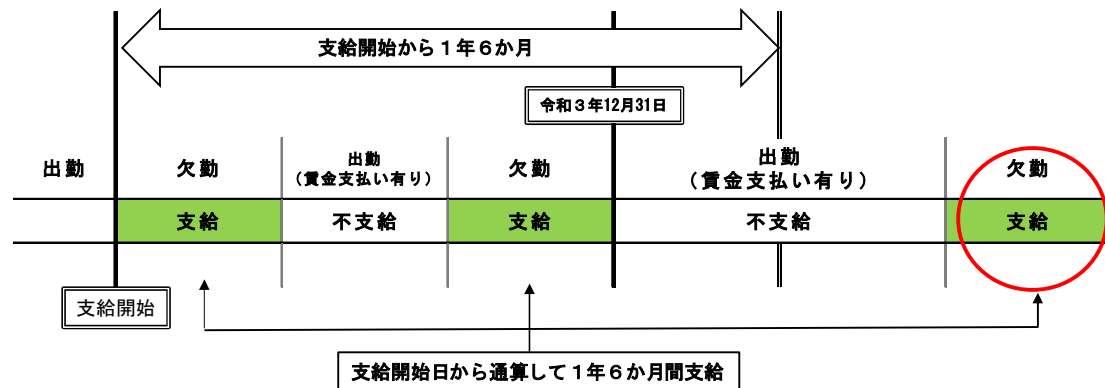 支給開始から１年６か月
令和３年12月31日
出勤
欠勤
出勤
（賃金支払い有り）
欠勤
出勤
（賃金支払い有り）
欠勤
支給
不支給
支給
不支給
支給
支給開始
支給開始日から通算して１年６か月間支給